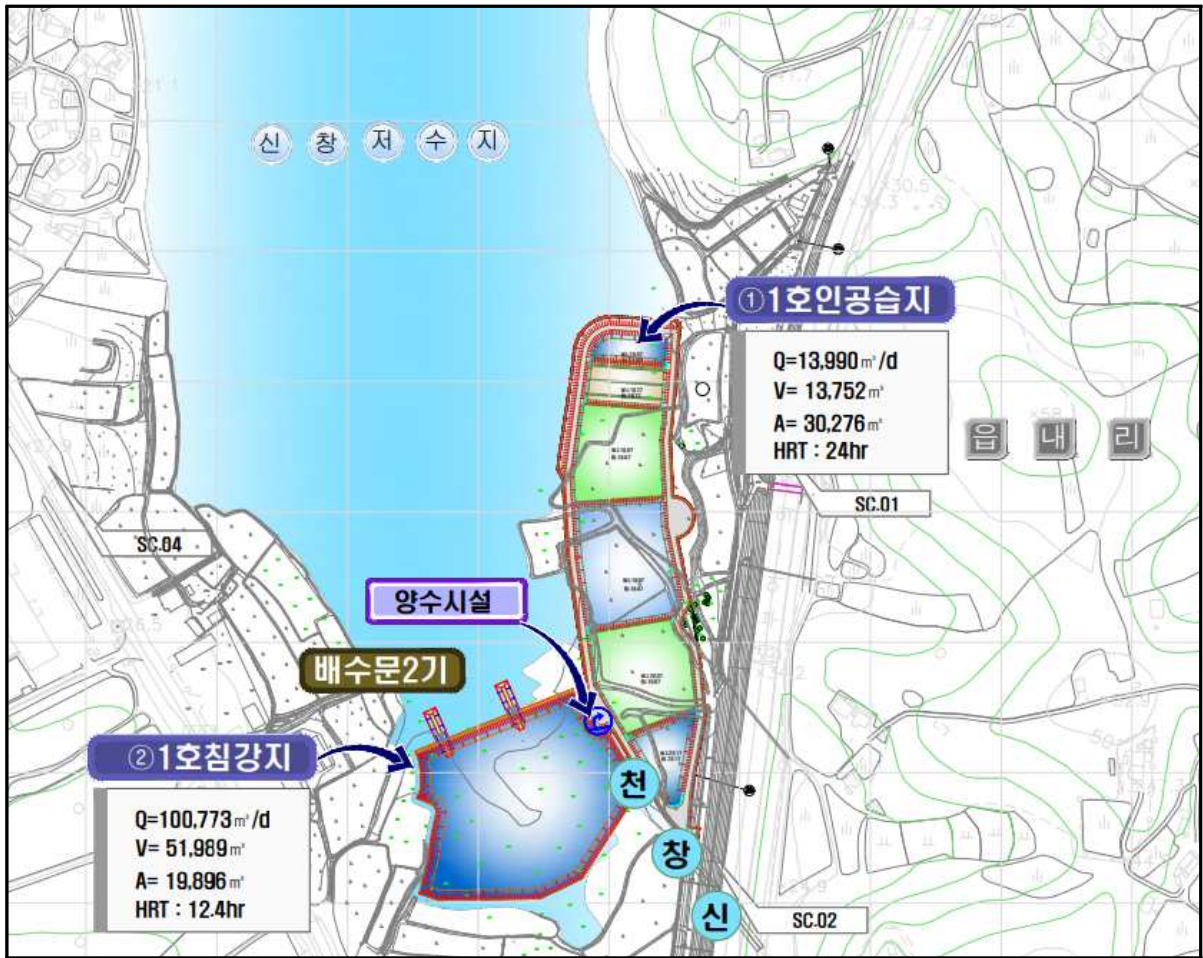 신창저수지
①1호인공습지
Q=13,990㎥/d
V= 13,752㎥
A= 30,276㎥
HRT : 24hr
읍내리
SC.01
SC.04
양수시설
배수문2기
②1호침강지
Q=100,773㎥/d
V= 51,989㎥
A= 19,896㎥
HRT : 12.4hr
천
창
신
SC.02